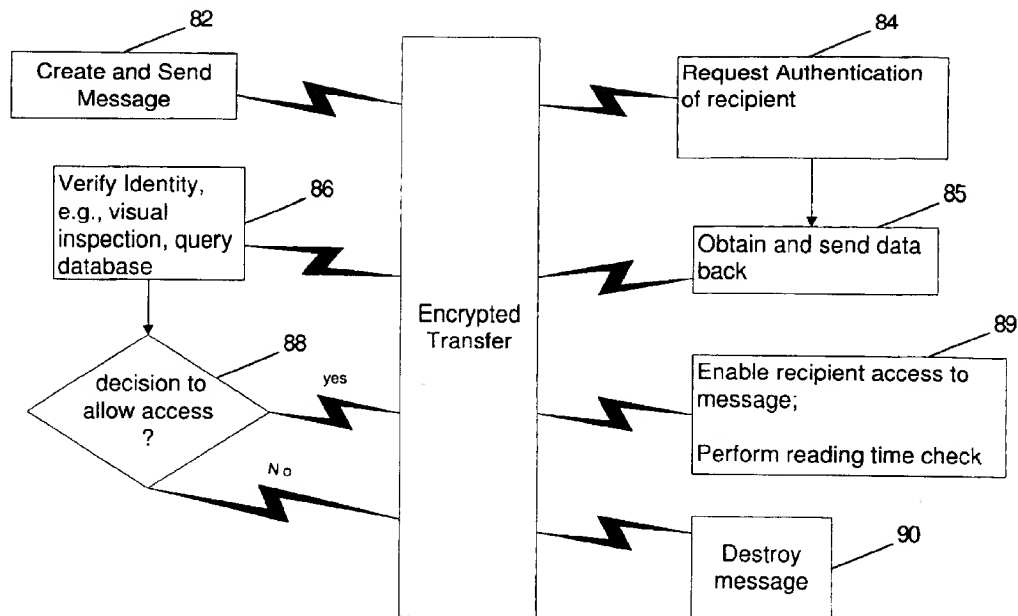 82
Create and Send
Message
84
Request Authentication
of recipient
86
Verify Identity,
e.g., visual
inspection, query
database
85
Obtain and send data
back
Encrypted
Transfer
88
decision to
allow access
?
yes
No
89
Enable recipient access to
message;
Perform reading time check
90
Destroy
message